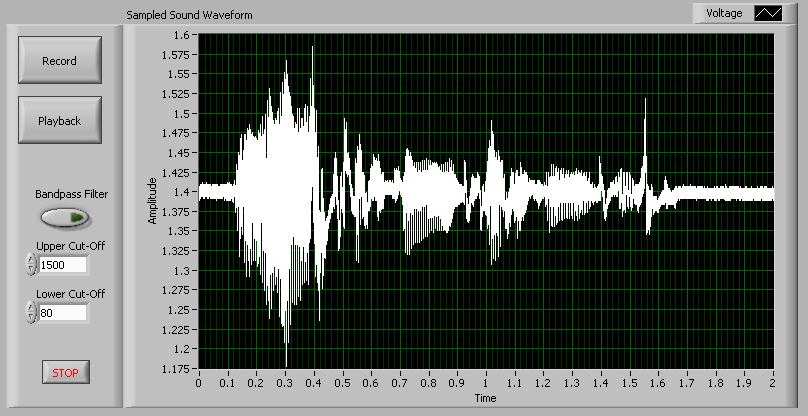 Sampled Sound Waveform
Voltage
Record
Playback
Bandpass Filter
Upper Cut-Off
1500
Lower Cut-Off
80
STOP
Amplitude
1.6
1.575
1.55
1.525
1.5
1.475
1.45
1.425
1.4
1.375
1.35
1.325
1.3
1.275
1.25
1.225
1.2
1.175
0 0.1 0.2 0.3 0.4 0.5 0.6 0.7 0.8 0.9 1 1.1 1.2 1.3 1.4 1.5 1.6 1.7 1.8 1.9 2
Time